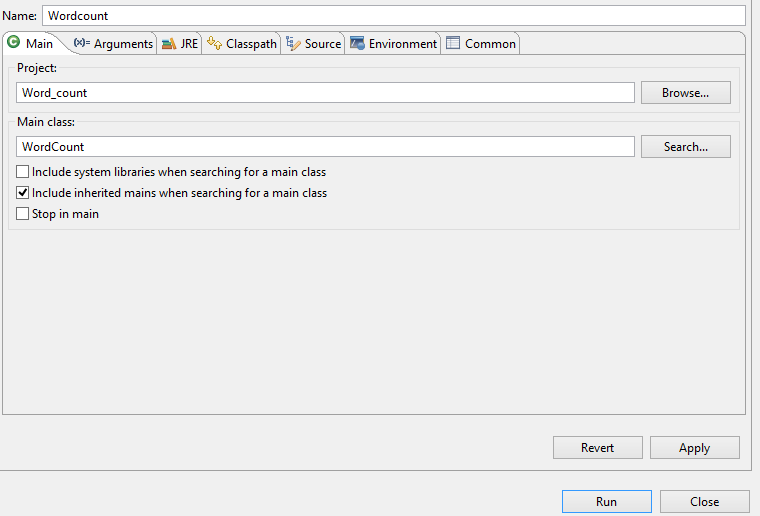 Name: Wordcount
Main (x)= Arguments JRE Classpath Source Environment Common
Project:
Word_count Browse...
Main class:
WordCount Search...
Include system libraries when searching for a main class
Include inherited mains when searching for a main class
Stop in main
Revert Apply
Run Close